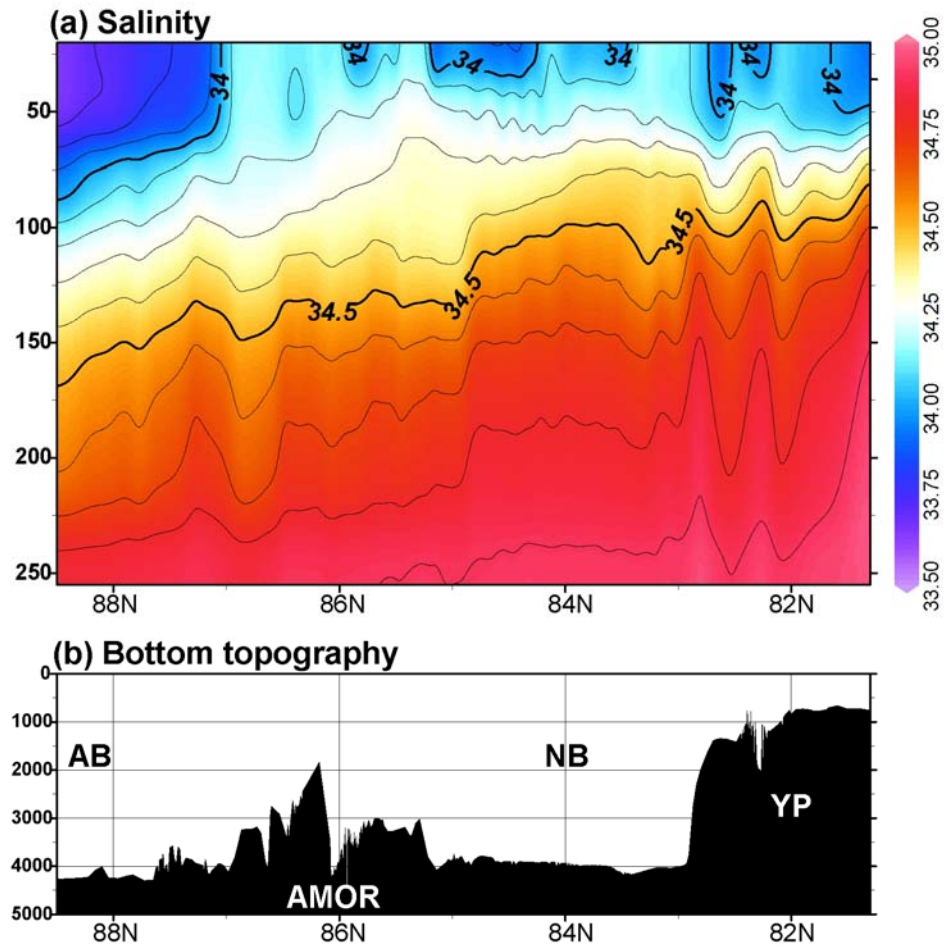 (a) Salinity
34 34 34 34 34 34 34
50
100
150
200
250
34.5 34.5 34.5
88N 86N 84N 82N
35.00
34.75
34.50
34.25
34.00
33.75
33.50
(b) Bottom topography
0
1000
2000
3000
4000
5000
AB
NB
YP
AMOR
88N 86N 84N 82N